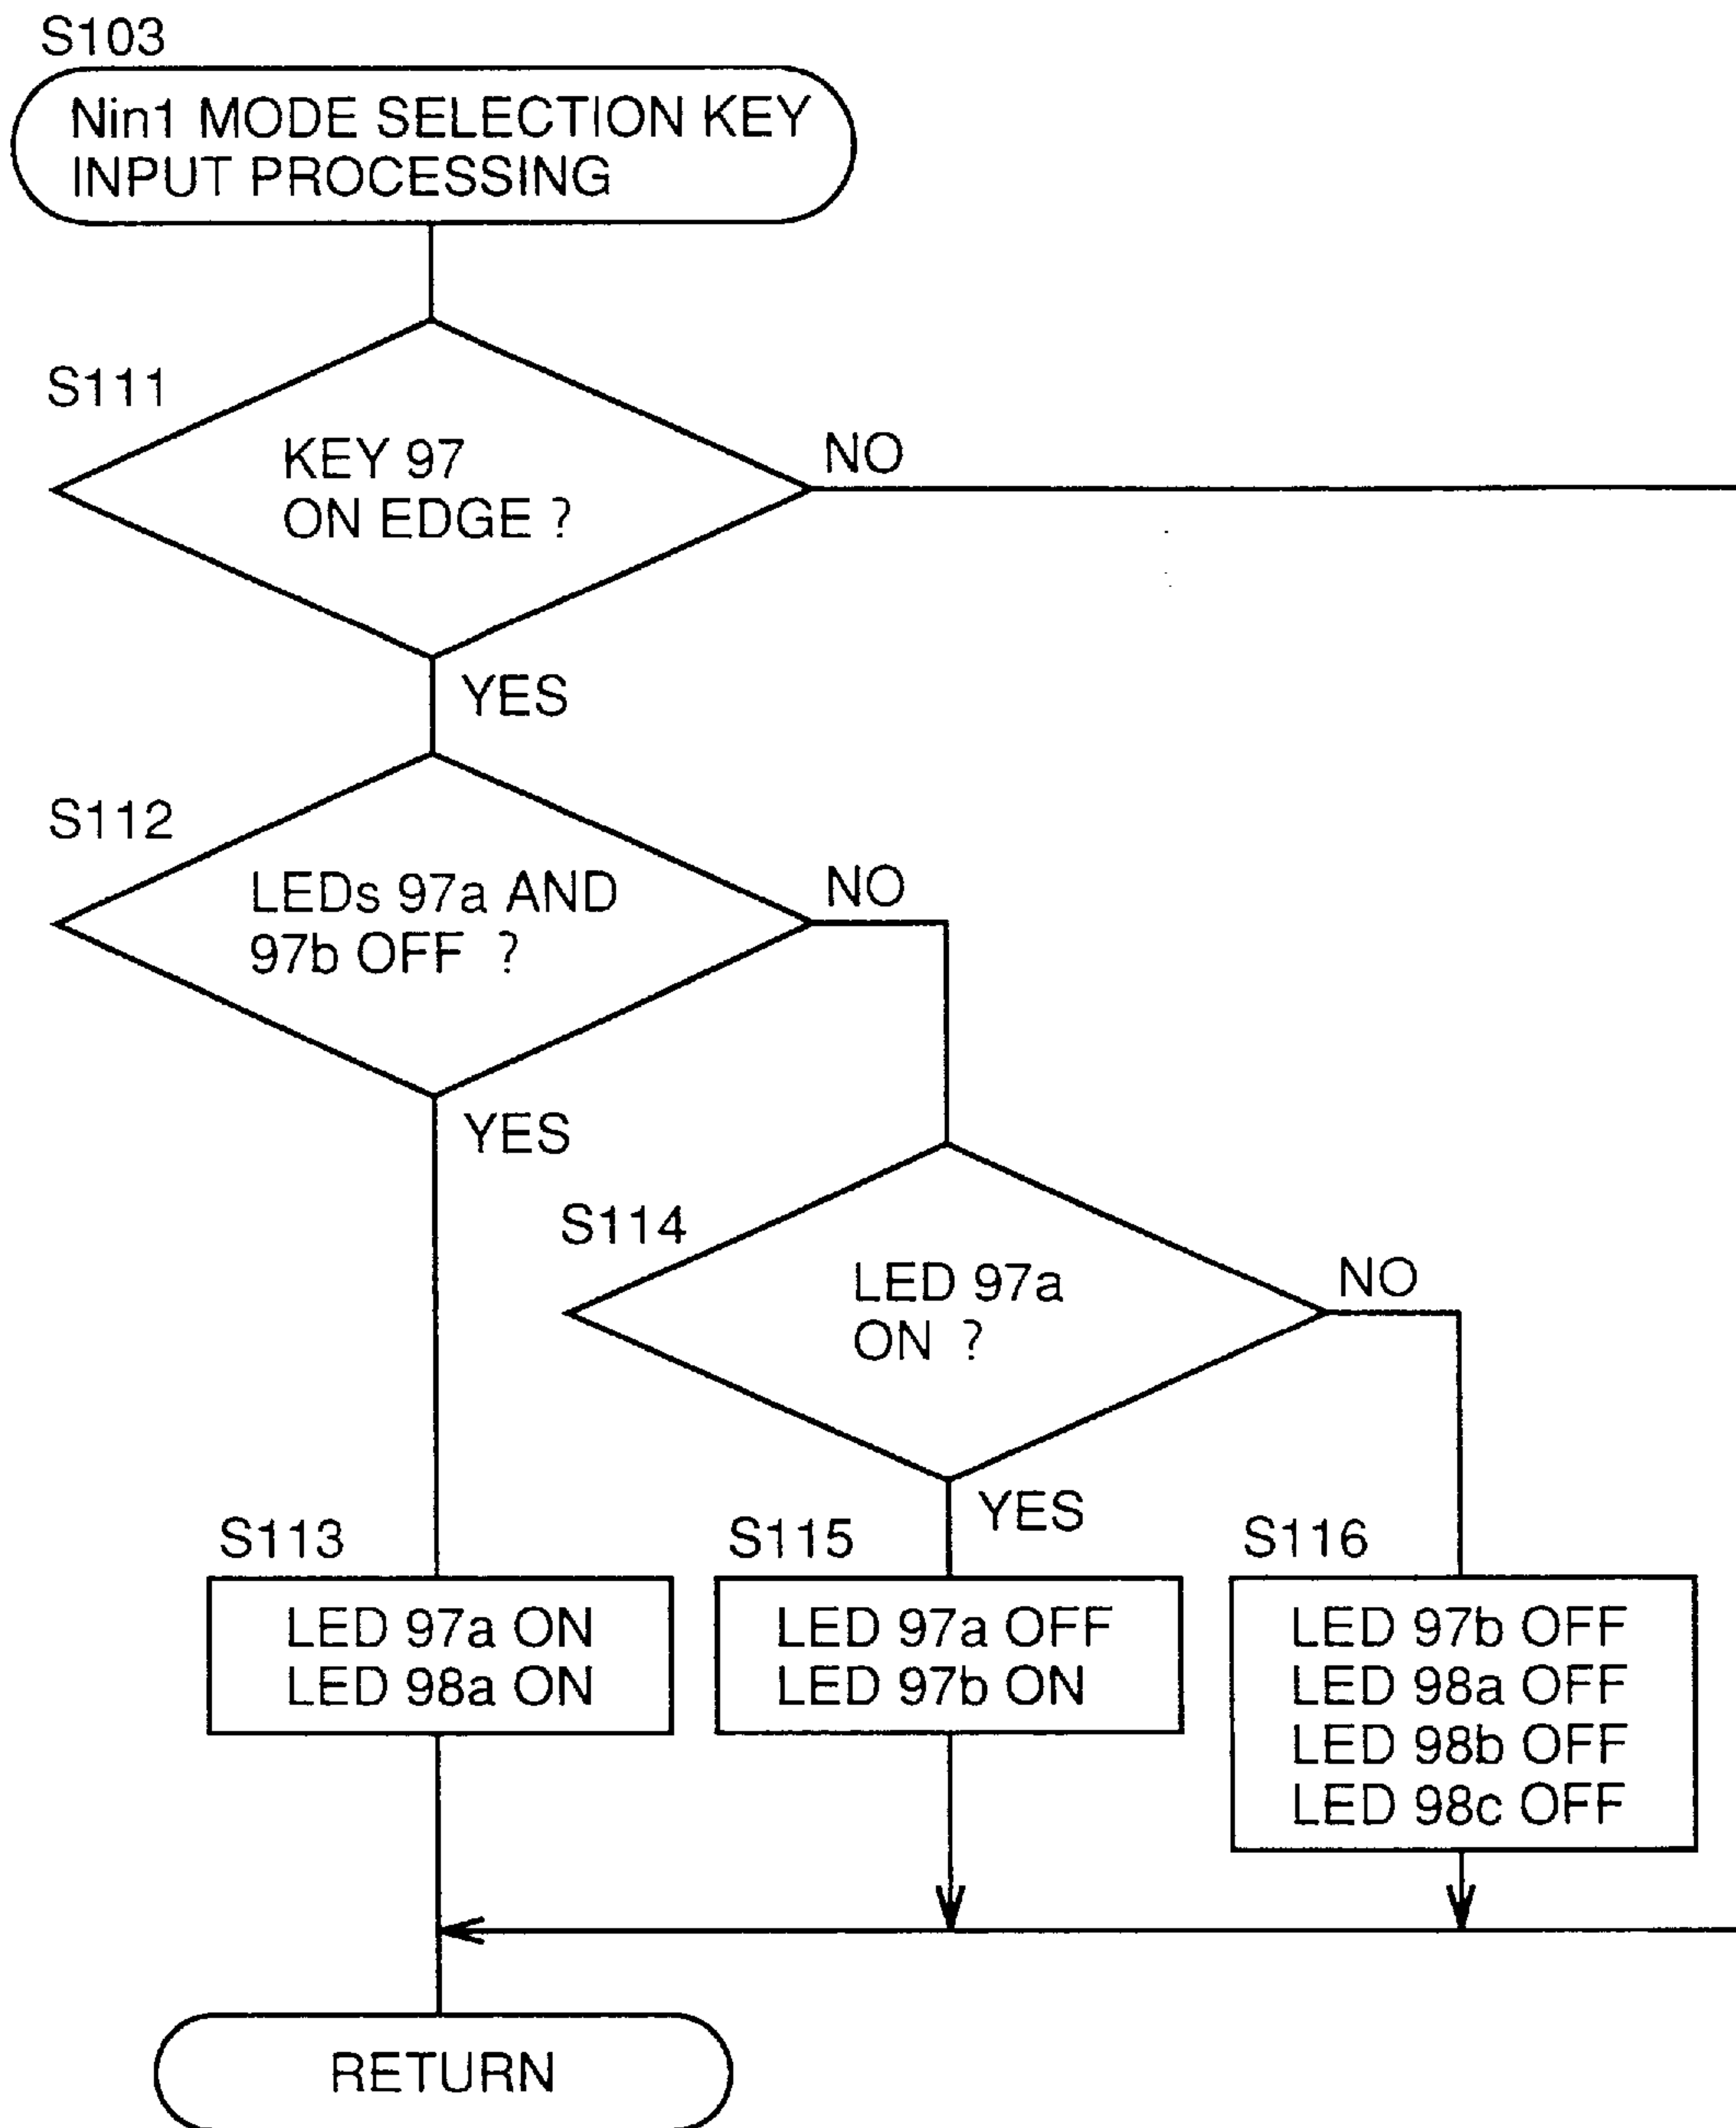 S103
Nin1 MODE SELECTION KEY
INPUT PROCESSING
S111
KEY 97
ON EDGE ?
NO
YES
S112
LEDs 97a AND
97b OFF ?
NO
YES
S114
LED 97a
ON ?
NO
YES
S113
LED 97a ON
LED 98a ON
S115
LED 97a OFF
LED 97b ON
S116
LED 97b OFF
LED 98a OFF
LED 98b OFF
LED 98c OFF
RETURN